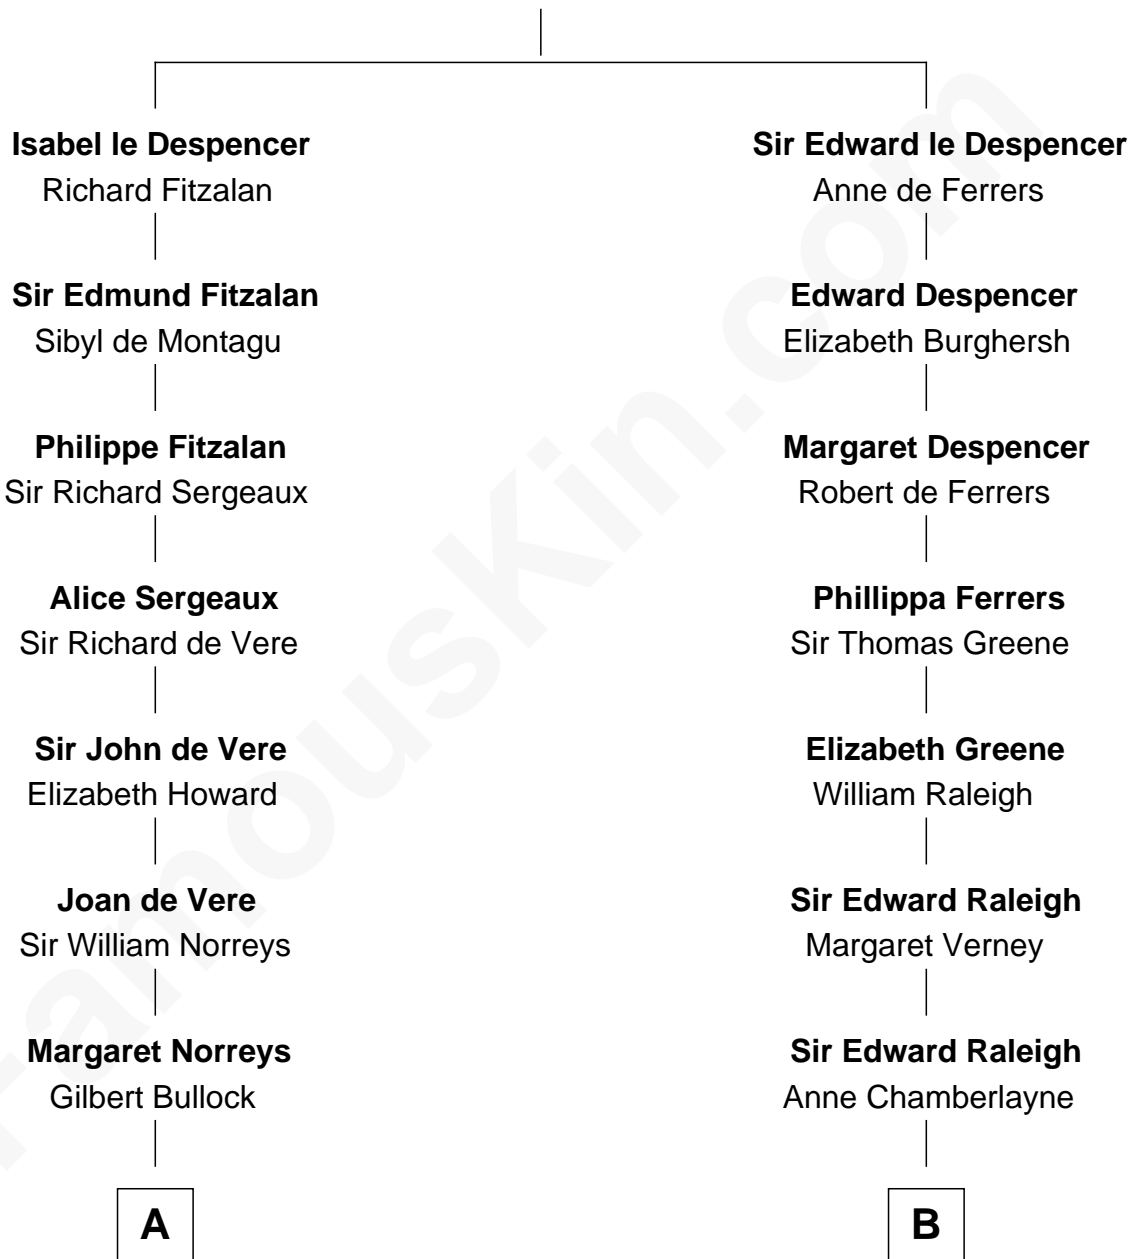 Isabel le Despencer
Richard Fitzalan
Sir Edmund Fitzalan
Sibyl de Montagu
Philippe Fitzalan
Sir Richard Sergeaux
Alice Sergeaux
Sir Richard de Vere
Sir John de Vere
Elizabeth Howard
Joan de Vere
Sir William Norreys
Margaret Norreys
Gilbert Bullock
A
Sir Edward le Despencer
Anne de Ferrers
Edward Despencer
Elizabeth Burghersh
Margaret Despencer
Robert de Ferrers
Phillippa Ferrers
Sir Thomas Greene
Elizabeth Greene
William Raleigh
Sir Edward Raleigh
Margaret Verney
Sir Edward Raleigh
Anne Chamberlayne
B
FamousKin.com